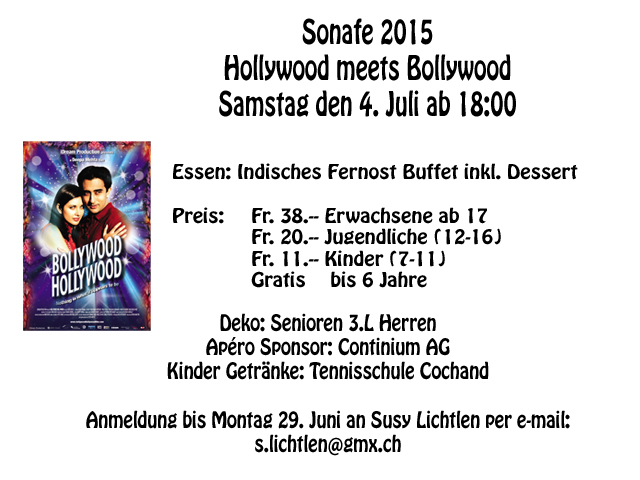 Sonafe 2015
Hollywood meets Bollywood
Samstag den 4. Juli ab 18:00
Essen: Indisches Fernost Buffet inkl. Dessert
Preis: Fr. 38.-- Erwachsene ab 17
Fr. 20.-- Jugendliche (12-16)
Fr. 11.-- Kinder (7-11)
Gratis bis 6 Jahre
BOLLYWOOD
HOLLYWOOD
Deko: Senioren 3.L Herren
Apéro Sponsor: Continium AG
Kinder Getränke: Tennisschule Cochand
Anmeldung bis Montag 29. Juni an Susy Lichtlen per e-mail:
s.lichtlen@gmx.ch